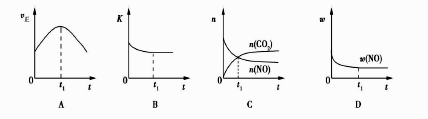 v正
K
n
w
n(CO₂)
n(NO)
w(NO)
0
t₁
t
0
t₁
t
0
t₁
t
0
t₁
t
A
B
C
D